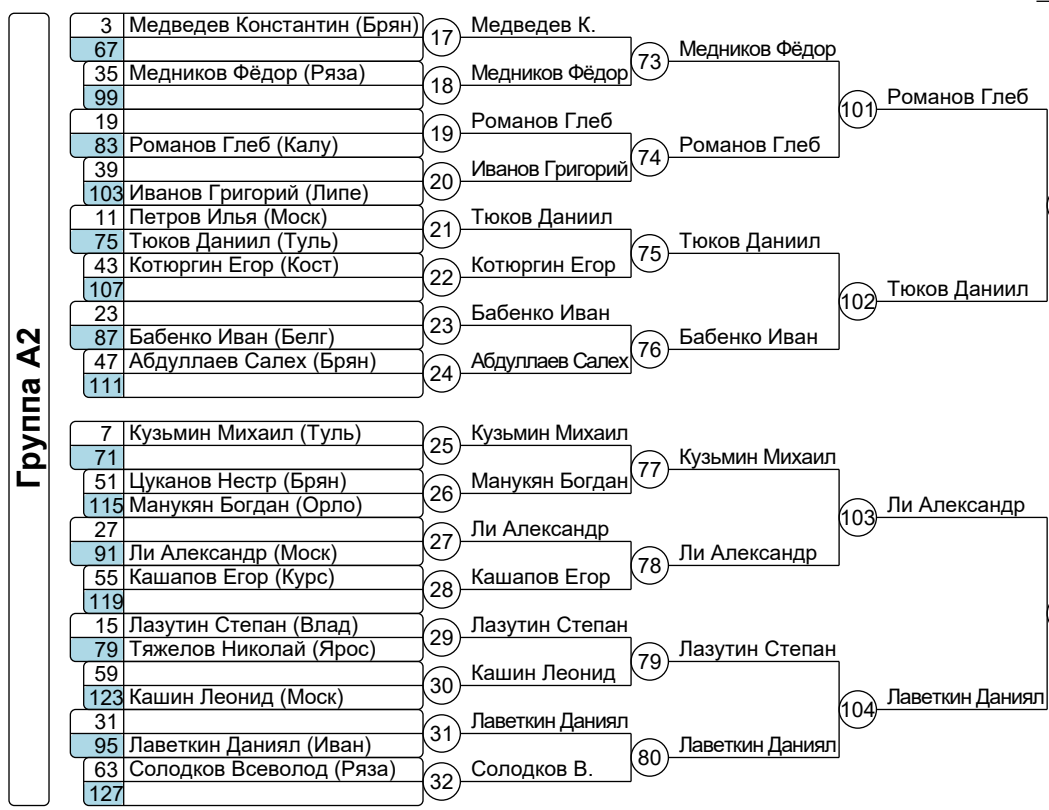 Группа А2
3 Медведев Константин (Брян)
67
17
Медведев К.
35 Медников Фёдор (Ряза)
99
18
Медников Фёдор
73
Медников Фёдор
19
83 Романов Глеб (Калу)
19
Романов Глеб
39
103 Иванов Григорий (Липе)
20
Иванов Григорий
74
Романов Глеб
101
Романов Глеб
11 Петров Илья (Моск)
75 Тюков Даниил (Туль)
21
Тюков Даниил
43 Котюргин Егор (Кост)
107
22
Котюргин Егор
75
Тюков Даниил
23
87 Бабенко Иван (Белг)
23
Бабенко Иван
47 Абдуллаев Салех (Брян)
111
24
Абдуллаев Салех
76
Бабенко Иван
102
Тюков Даниил
7 Кузьмин Михаил (Туль)
71
25
Кузьмин Михаил
51 Цуканов Нестр (Брян)
115 Манукян Богдан (Орло)
26
Манукян Богдан
77
Кузьмин Михаил
27
91 Ли Александр (Моск)
27
Ли Александр
55 Кашапов Егор (Курс)
119
28
Кашапов Егор
78
Ли Александр
103
Ли Александр
15 Лазутин Степан (Влад)
79 Тяжелов Николай (Ярос)
29
Лазутин Степан
59
123 Кашин Леонид (Моск)
30
Кашин Леонид
79
Лазутин Степан
31
95 Лаветкин Даниял (Иван)
31
Лаветкин Даниял
63 Солодков Всеволод (Ряза)
127
32
Солодков В.
80
Лаветкин Даниял
104
Лаветкин Даниял